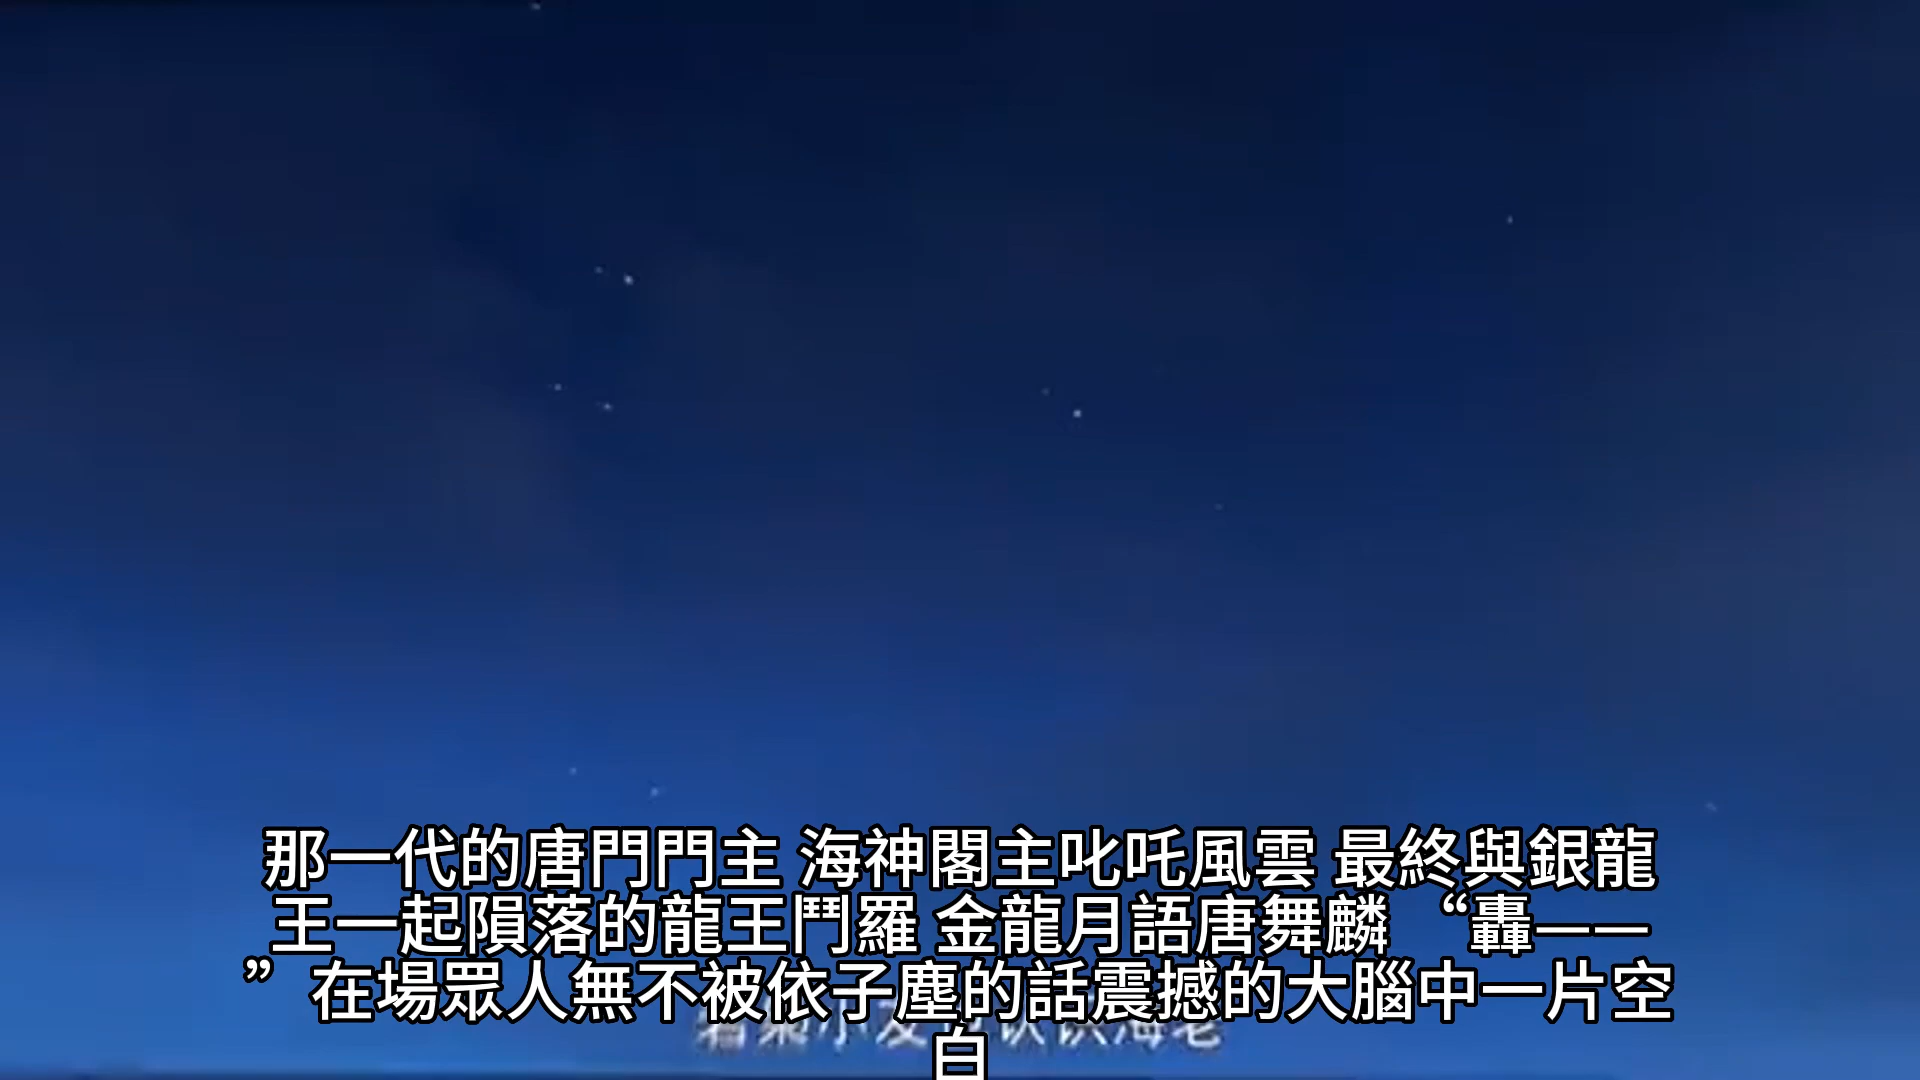 那一代的唐門門主 海神閣主叱吒風雲 最終與銀龍
王一起隕落的龍王鬥羅 金龍月語唐舞麟 “轟——
”在場眾人無不被依子塵的話震撼的大腦中一片空
白